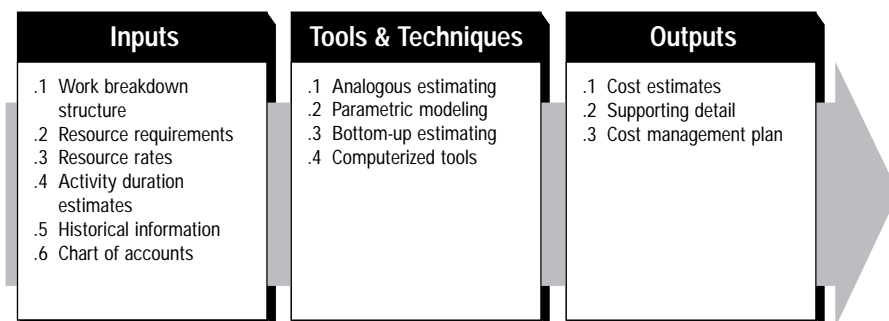 Inputs
.1 Work breakdown
structure
.2 Resource requirements
.3 Resource rates
.4 Activity duration
estimates
.5 Historical information
.6 Chart of accounts
Tools & Techniques
.1 Analogous estimating
.2 Parametric modeling
.3 Bottom-up estimating
.4 Computerized tools
Outputs
.1 Cost estimates
.2 Supporting detail
.3 Cost management plan